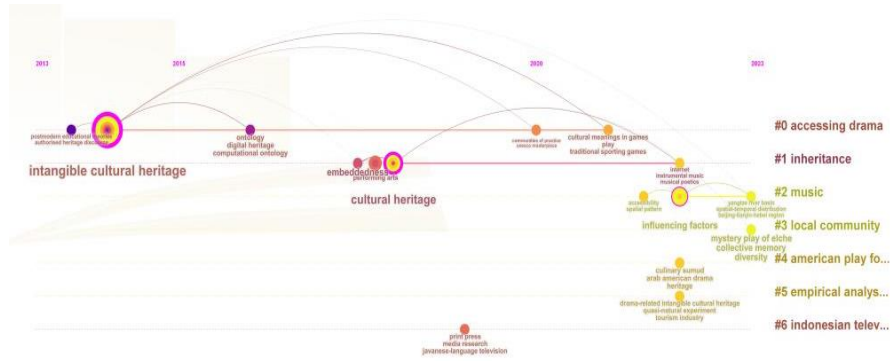 2013
2015
2020
2023
postmodern educational theories
authorised heritage discourse
ontology
digital heritage
computational ontology
communities of practice
cultural meanings in games
play
traditional sporting games
#0 accessing drama
intangible cultural heritage
embeddedness
performing arts
internet
instrumental music
musical poetics
#1 inheritance
cultural heritage
accessibility
spatial pattern
yangtze river basin
spatial-temporal distribution
beijing-tianjin-hebei region
#2 music
influencing factors
#3 local community
mystery play of elche
collective memory
diversity
culinary sumud
arab american drama
heritage
#4 american play fo...
drama-related intangible cultural heritage
quasi-natural experiment
tourism industry
#5 empirical analys...
print press
media research
javanese-language television
#6 indonesian telev...